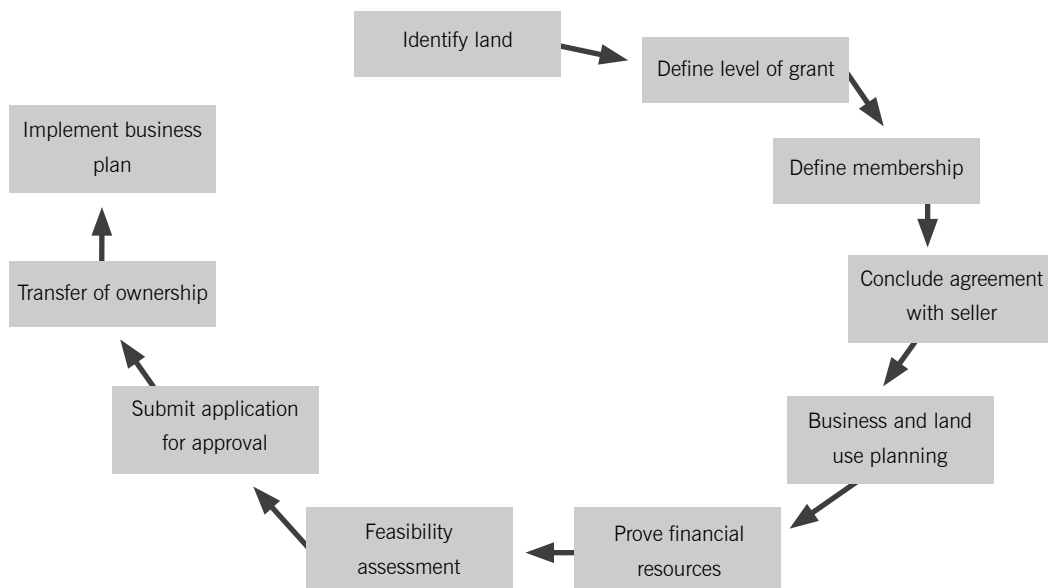 Identify land
Define level of grant
Define membership
Conclude agreement
with seller
Business and land
use planning
Prove financial
resources
Feasibility
assessment
Submit application
for approval
Transfer of ownership
Implement business
plan